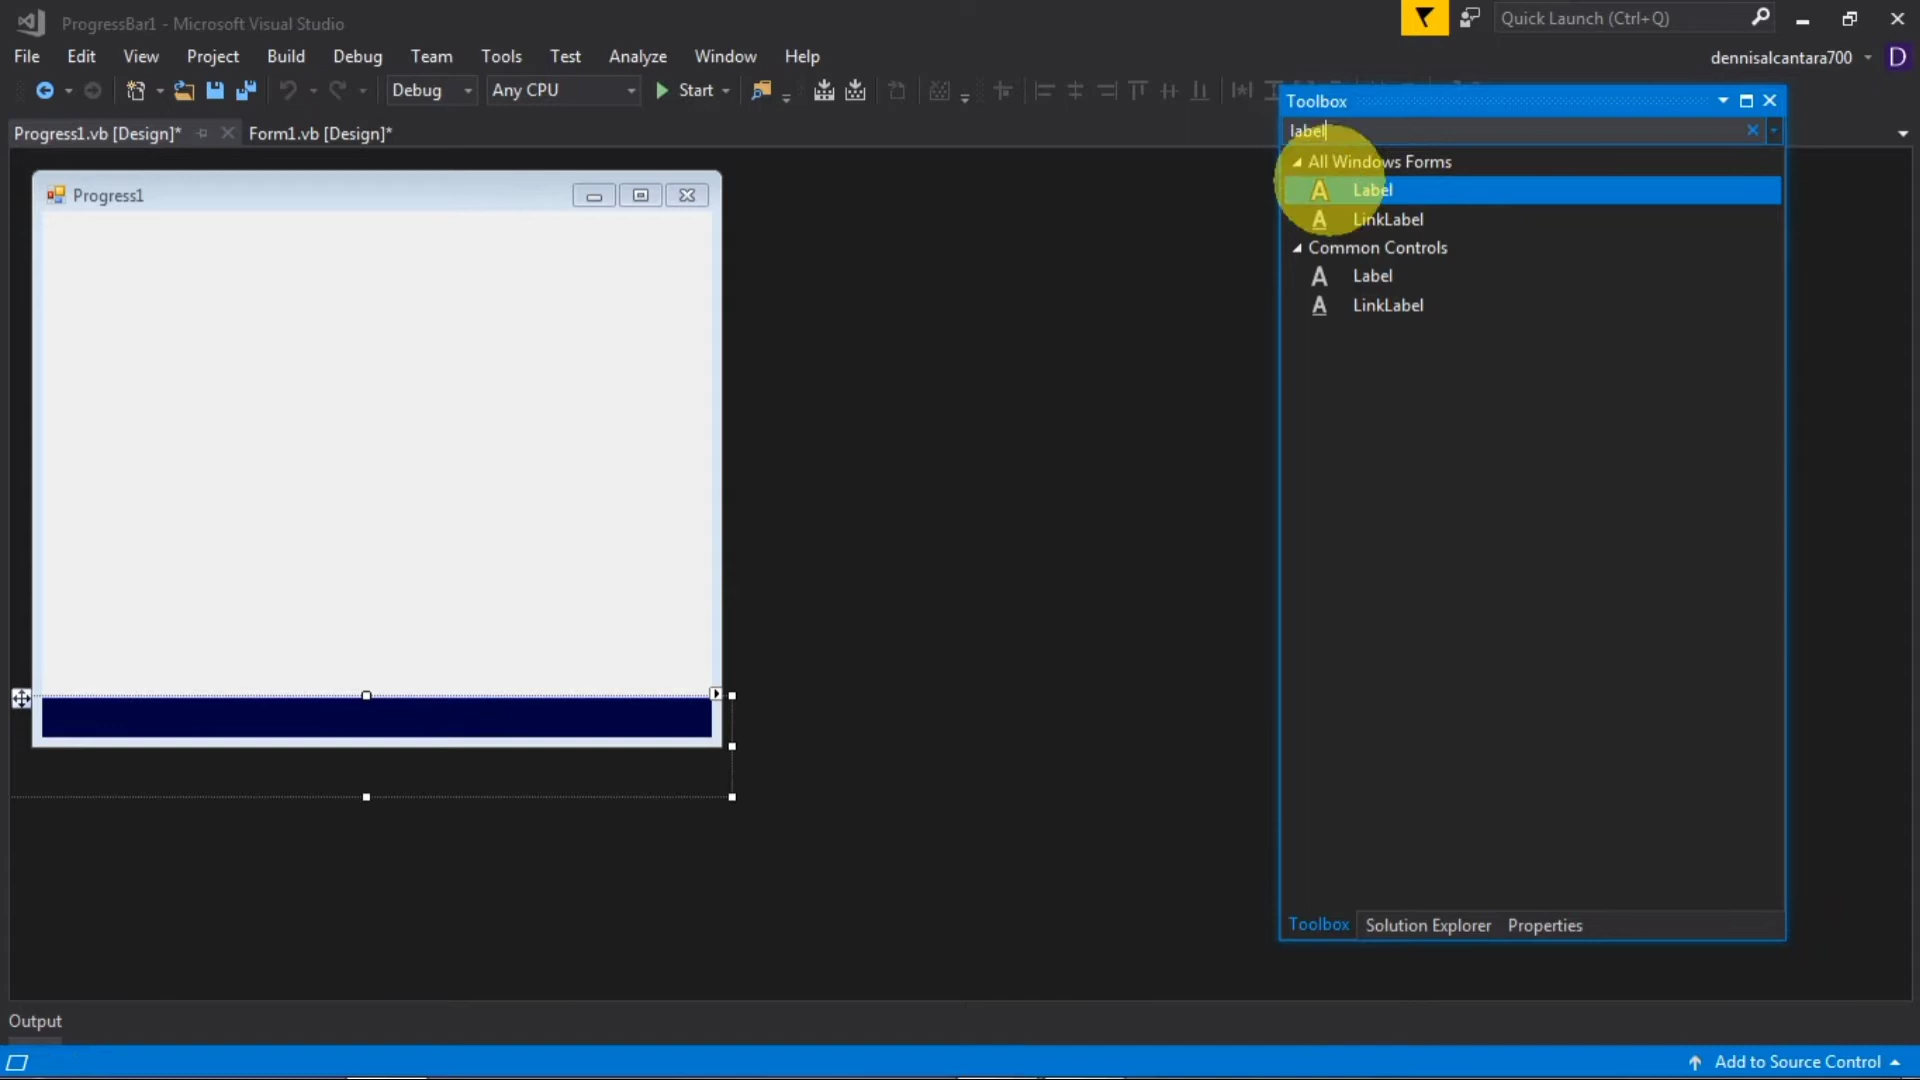 ProgressBar1 - Microsoft Visual Studio
Quick Launch (Ctrl+Q)
File Edit View Project Build Debug Team Tools Test Analyze Window Help
dennisalcantara700 D
Debug Any CPU Start
Toolbox
Progress1.vb [Design]* Form1.vb [Design]*
label
All Windows Forms
A Label
A LinkLabel
Common Controls
A Label
A LinkLabel
Progress1
Toolbox Solution Explorer Properties
Output
Add to Source Control